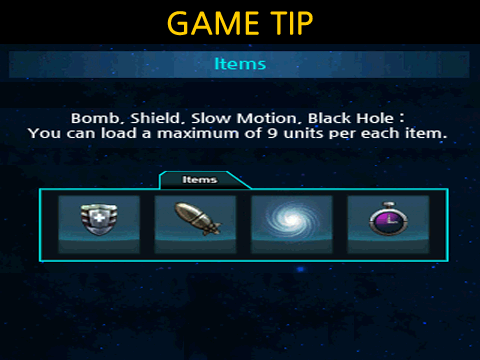 GAME TIP
Items
Bomb, Shield, Slow Motion, Black Hole :
You can load a maximum of 9 units per each item.
Items